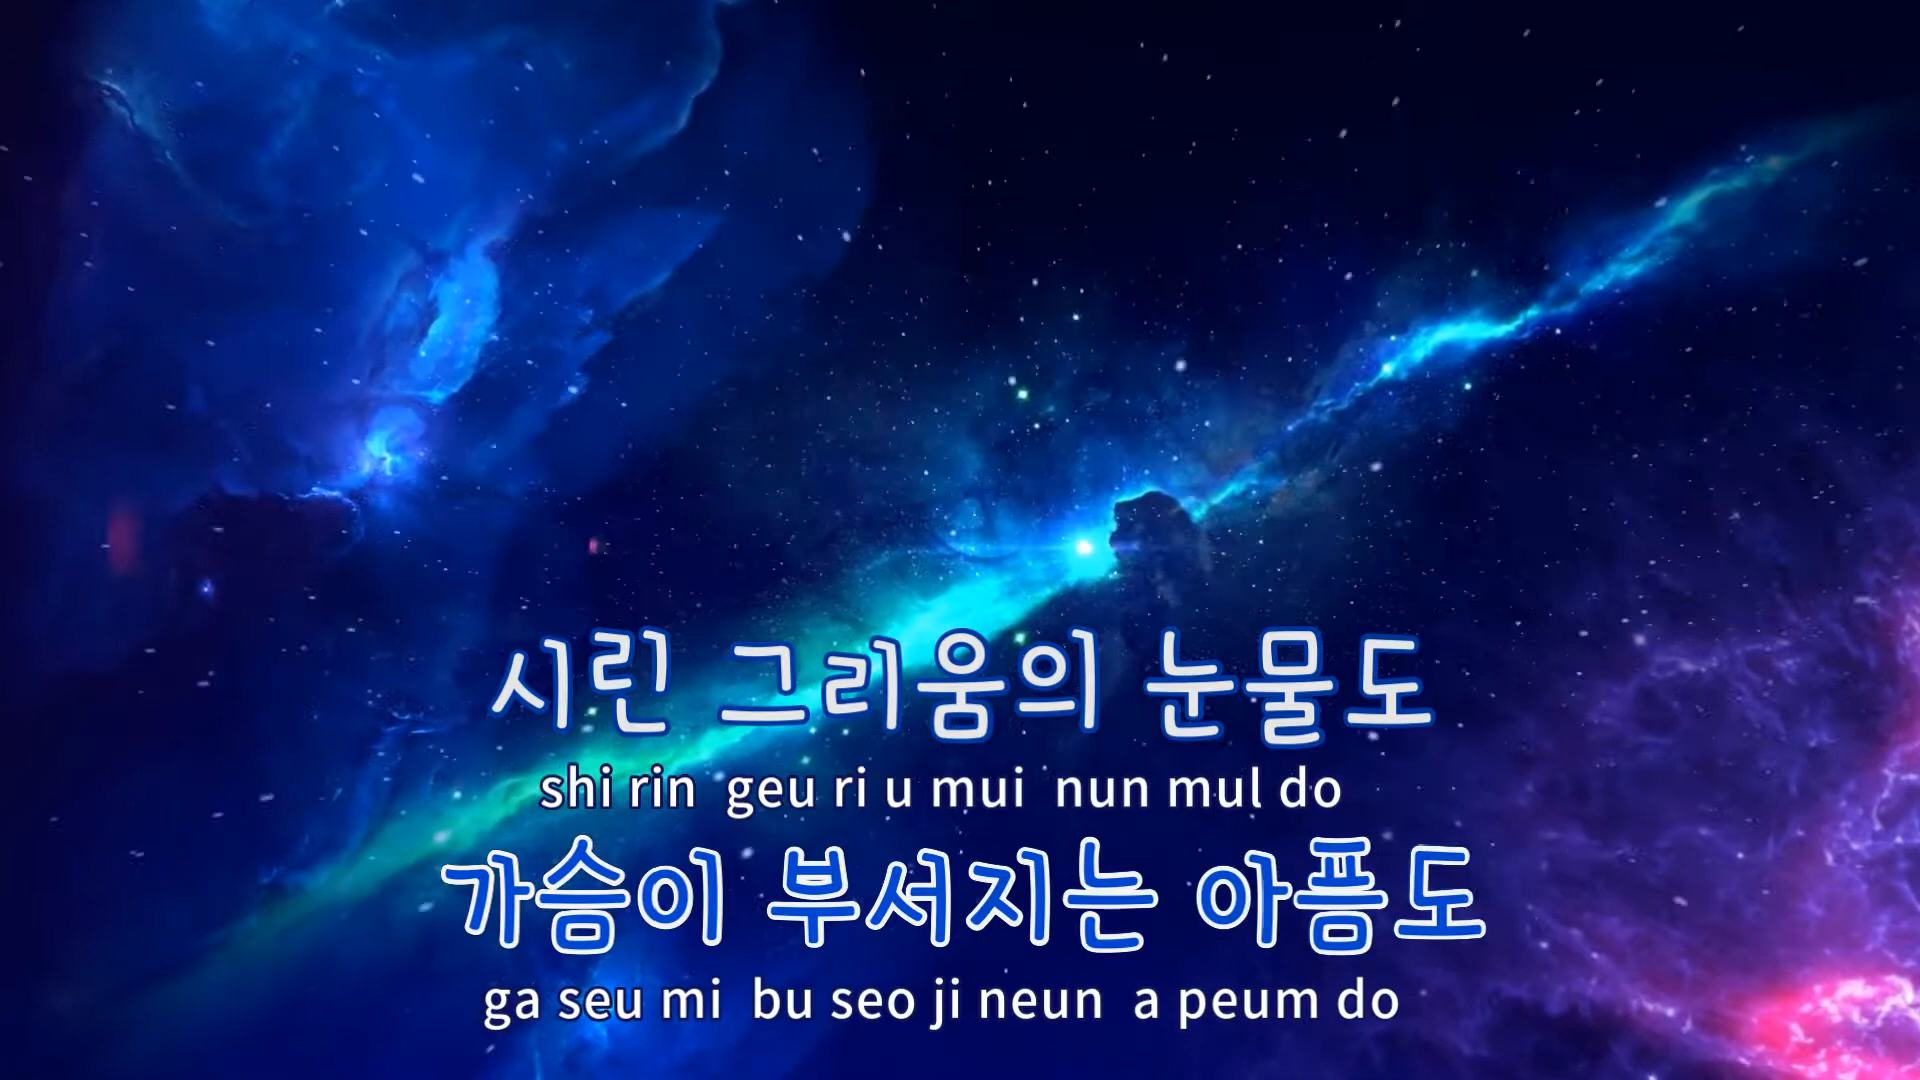 시린 그리움의 눈물도
shi rin geu ri u mui nun mul do
가슴이 부서지는 아픔도
ga seu mi bu seo ji neun a peum do